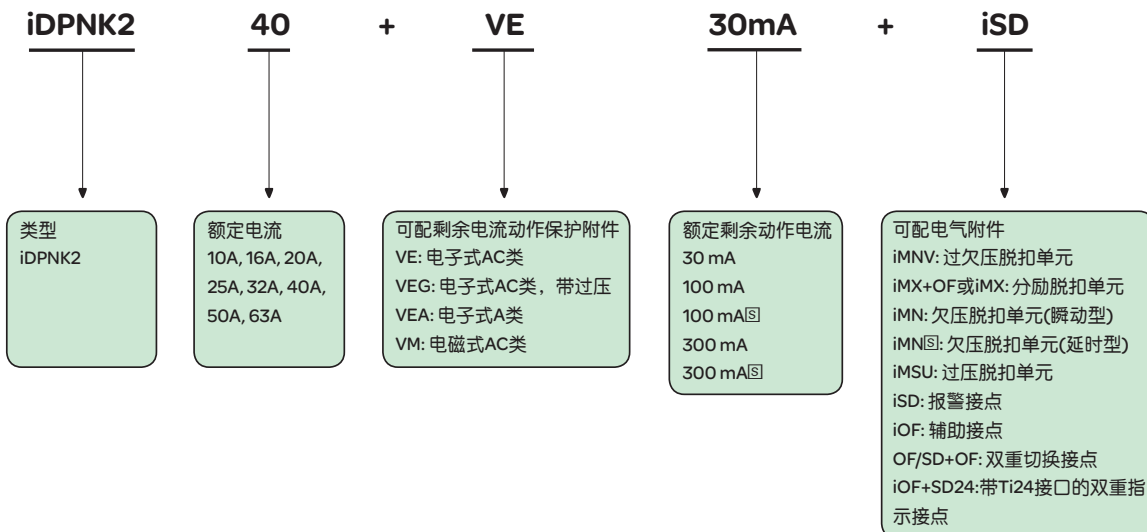 iDPNK2 40 + VE 30mA + iSD
类型
iDPNK2
额定电流
10A, 16A, 20A,
25A, 32A, 40A,
50A, 63A
可配剩余电流动作保护附件
VE: 电子式AC类
VEG: 电子式AC类，带过压
VEA: 电子式A类
VM: 电磁式AC类
额定剩余动作电流
30 mA
100 mA
100 mA🅂
300 mA
300 mA🅂
可配电气附件
iMNV: 过欠压脱扣单元
iMX+OF或iMX: 分励脱扣单元
iMN: 欠压脱扣单元(瞬动型)
iMN🅂: 欠压脱扣单元(延时型)
iMSU: 过压脱扣单元
iSD: 报警接点
iOF: 辅助接点
OF/SD+OF: 双重切换接点
iOF+SD24:带Ti24接口的双重指
示接点